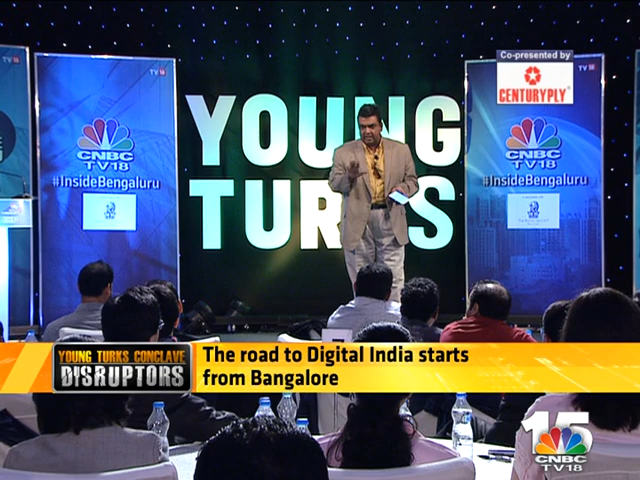 TV18
TV18
Co-presented by
CENTURYPLY
YOUNG
TURKS
CNBC
TV18
#InsideBengaluru
CNBC
TV18
#InsideBengaluru
YOUNG TURKS CONCLAVE
DISRUPTORS
The road to Digital India starts
from Bangalore
15
CNBC
TV18